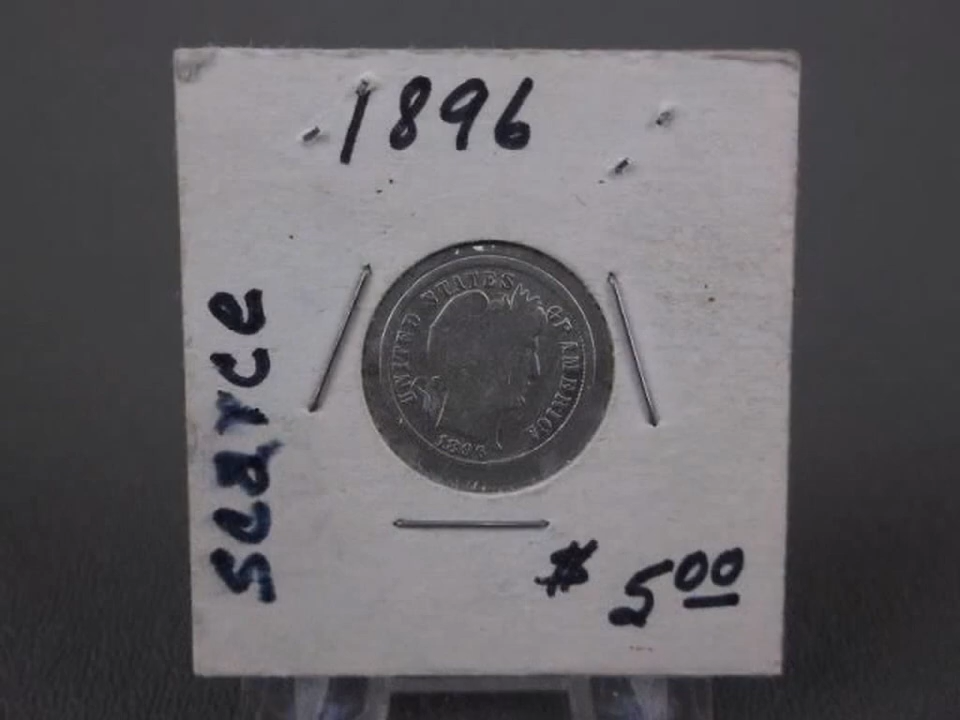 1896
scarce
UNITED STATES OF AMERICA
1896
$ 5.00